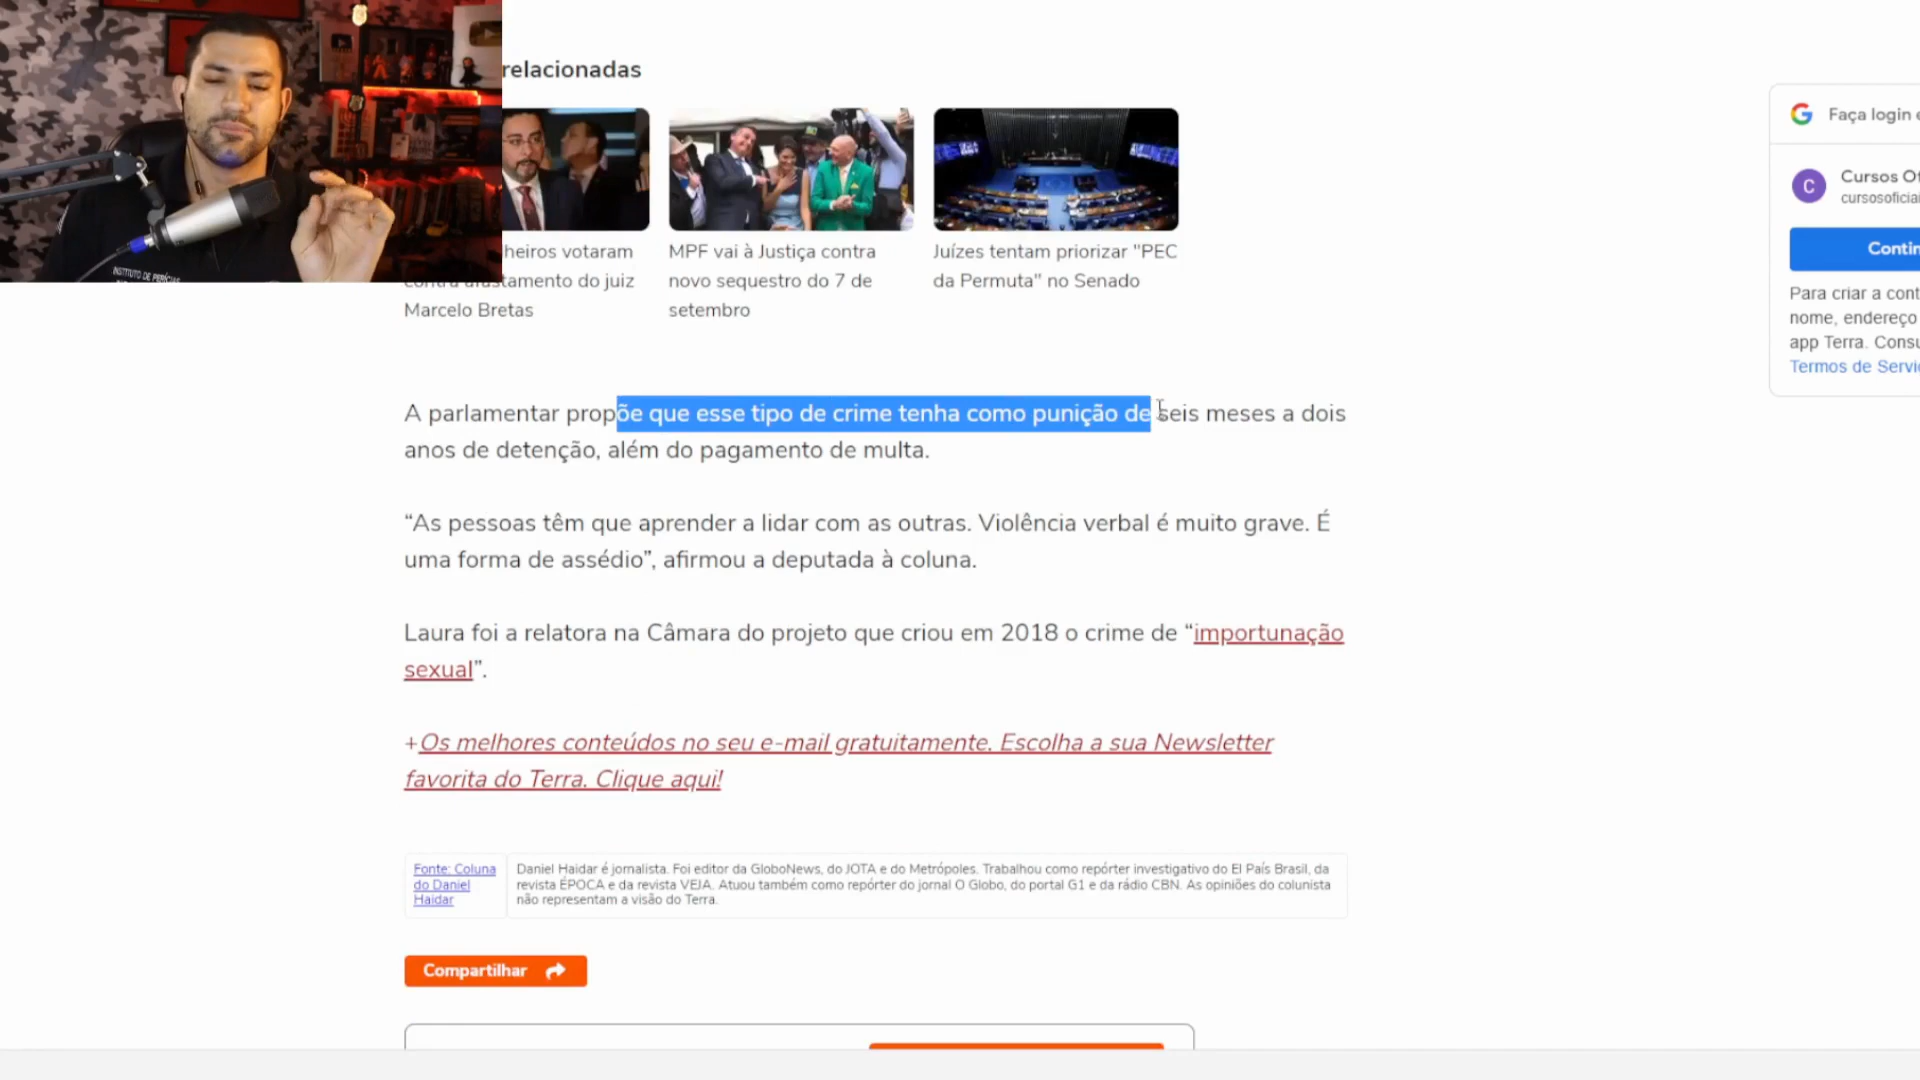 relacionadas
heiros votaram
contra afastamento do juiz
Marcelo Bretas
MPF vai à Justiça contra
novo sequestro do 7 de
setembro
Juízes tentam priorizar "PEC
da Permuta" no Senado
INSTITUTO DE PERÍCIAS
Faça login
C
Cursos Of
cursosoficiai
Contin
Para criar a cont
nome, endereço
app Terra. Consu
Termos de Serviç
A parlamentar propõe que esse tipo de crime tenha como punição de seis meses a dois
anos de detenção, além do pagamento de multa.
“As pessoas têm que aprender a lidar com as outras. Violência verbal é muito grave. É
uma forma de assédio”, afirmou a deputada à coluna.
Laura foi a relatora na Câmara do projeto que criou em 2018 o crime de “importunação
sexual”.
+Os melhores conteúdos no seu e-mail gratuitamente. Escolha a sua Newsletter
favorita do Terra. Clique aqui!
Fonte: Coluna
do Daniel
Haidar
Daniel Haidar é jornalista. Foi editor da GloboNews, do JOTA e do Metrópoles. Trabalhou como repórter investigativo do El País Brasil, da
revista ÉPOCA e da revista VEJA. Atuou também como repórter do jornal O Globo, do portal G1 e da rádio CBN. As opiniões do colunista
não representam a visão do Terra.
Compartilhar